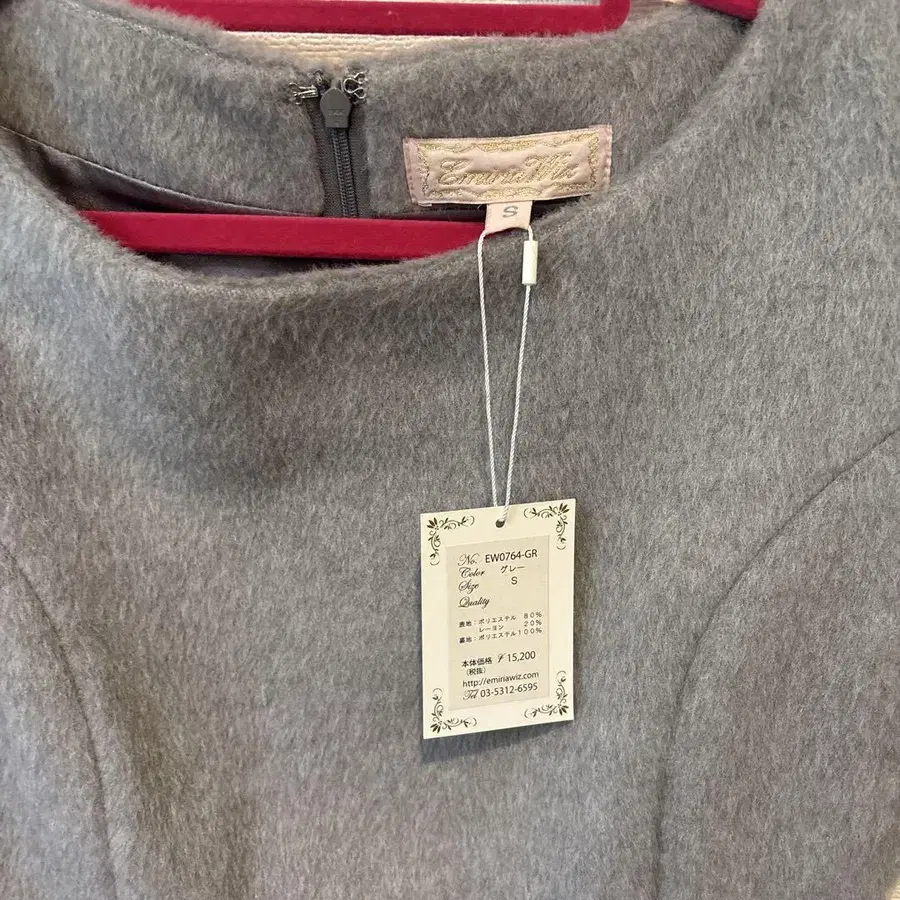 Emiria Wiz
S
No. EW0764-GR
Color グレー
Size S
Quality
表地：ポリエステル 80%
レーヨン 20%
裏地：ポリエステル100%
本体価格 ¥ 15,200
(税抜)
http://emiriawiz.com
Tel 03-5312-6595